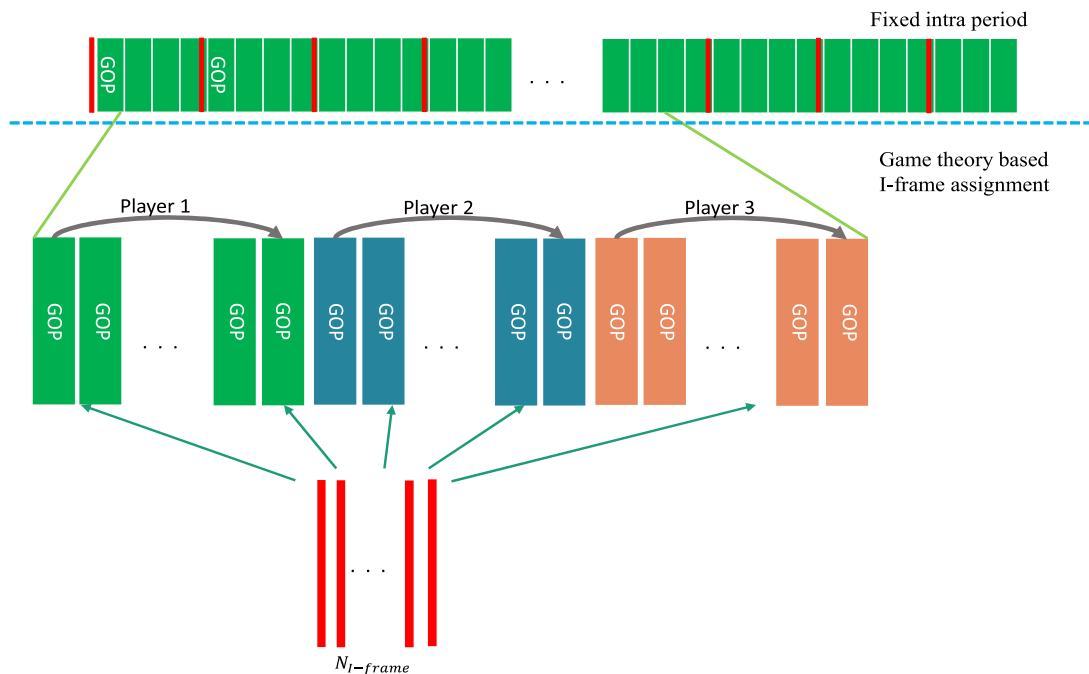 Fixed intra period
GOP GOP
. . .
Game theory based
I-frame assignment
Player 1 Player 2 Player 3
GOP GOP GOP GOP GOP GOP GOP GOP GOP GOP GOP GOP
. . . . . . . . .
. . .
N_{I-frame}